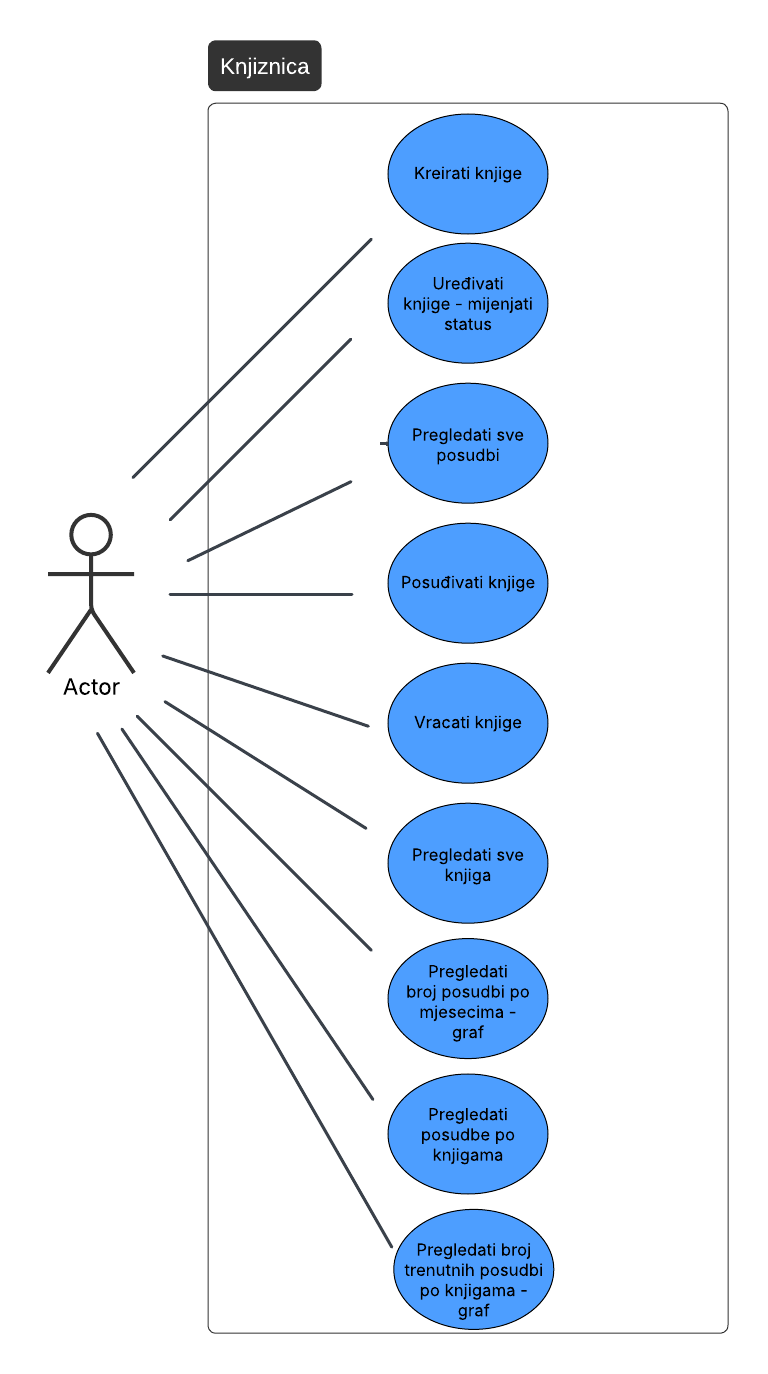 Knjiznica
Kreirati knjige
Uređivati
knjige - mijenjati
status
Pregledati sve
posudbi
Posuđivati knjige
Actor
Vracati knjige
Pregledati sve
knjiga
Pregledati
broj posudbi po
mjesecima -
graf
Pregledati
posudbe po
knjigama
Pregledati broj
trenutnih posudbi
po knjigama -
graf